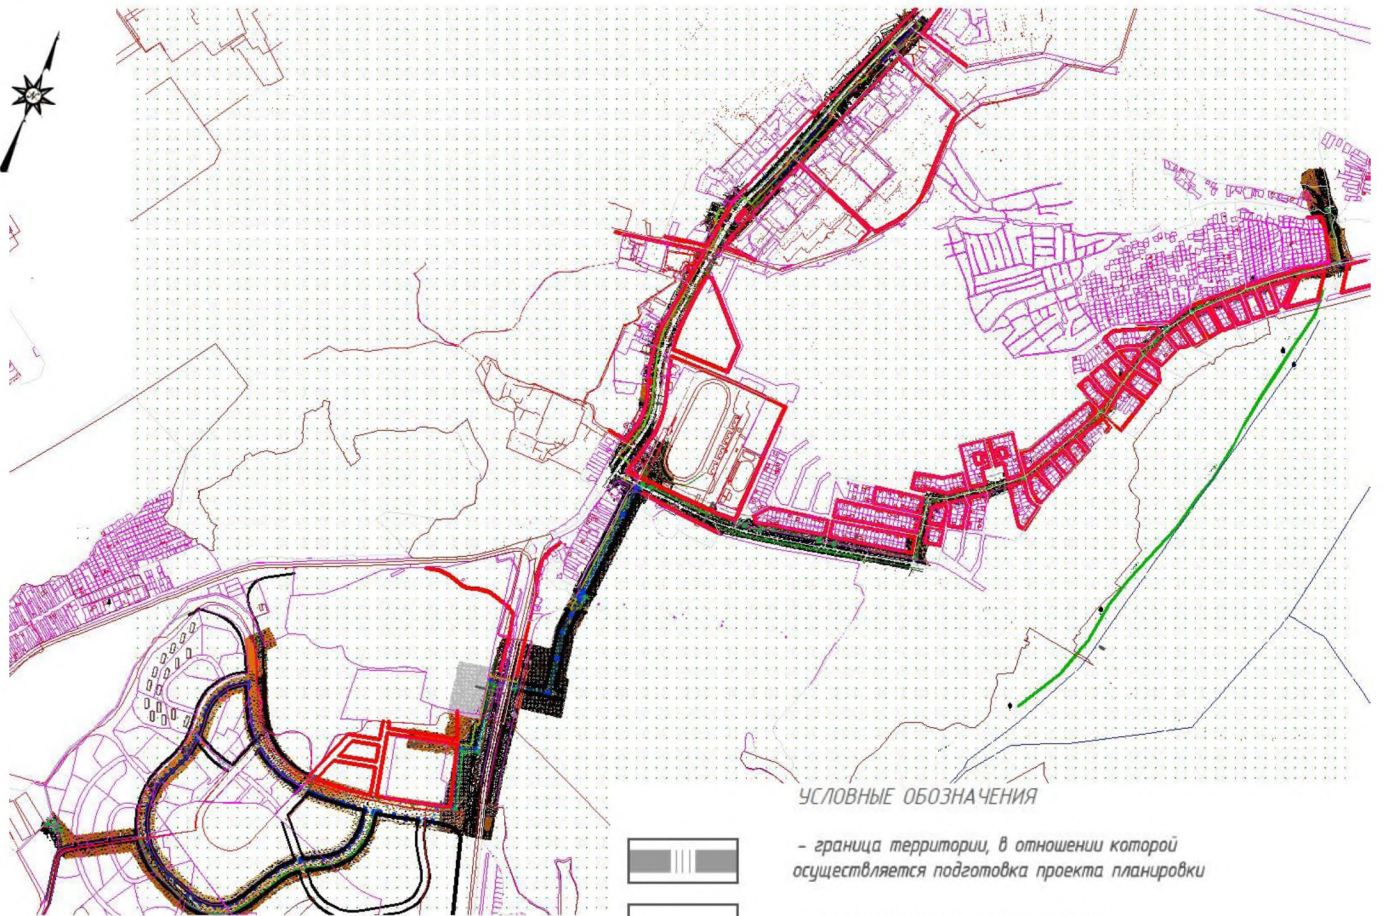 УСЛОВНЫЕ ОБОЗНАЧЕНИЯ
- граница территории, в отношении которой
осуществляется подготовка проекта планировки